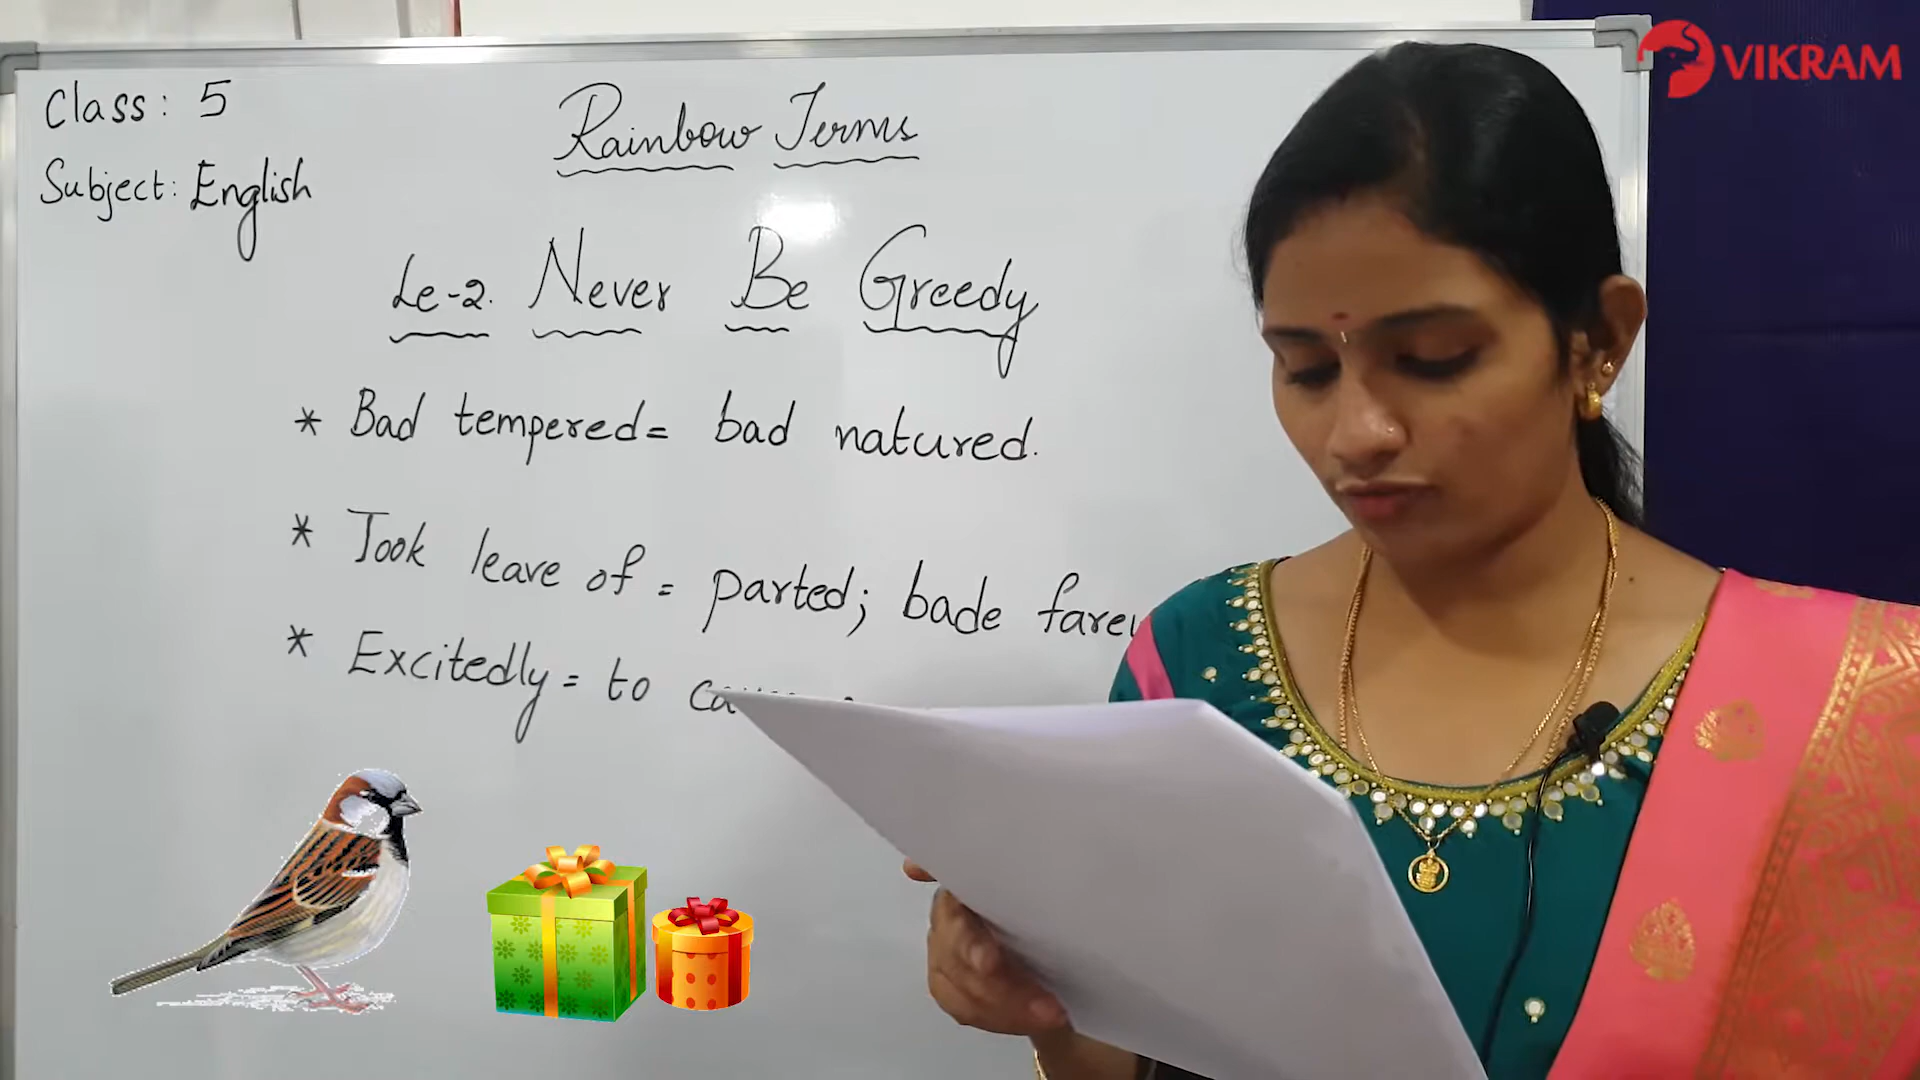 Class: 5
Subject: English
Rainbow Terms
Le-2. Never Be Greedy
* Bad tempered= bad natured.
* Took leave of = parted; bade
* Excitedly = to
VIKRAM